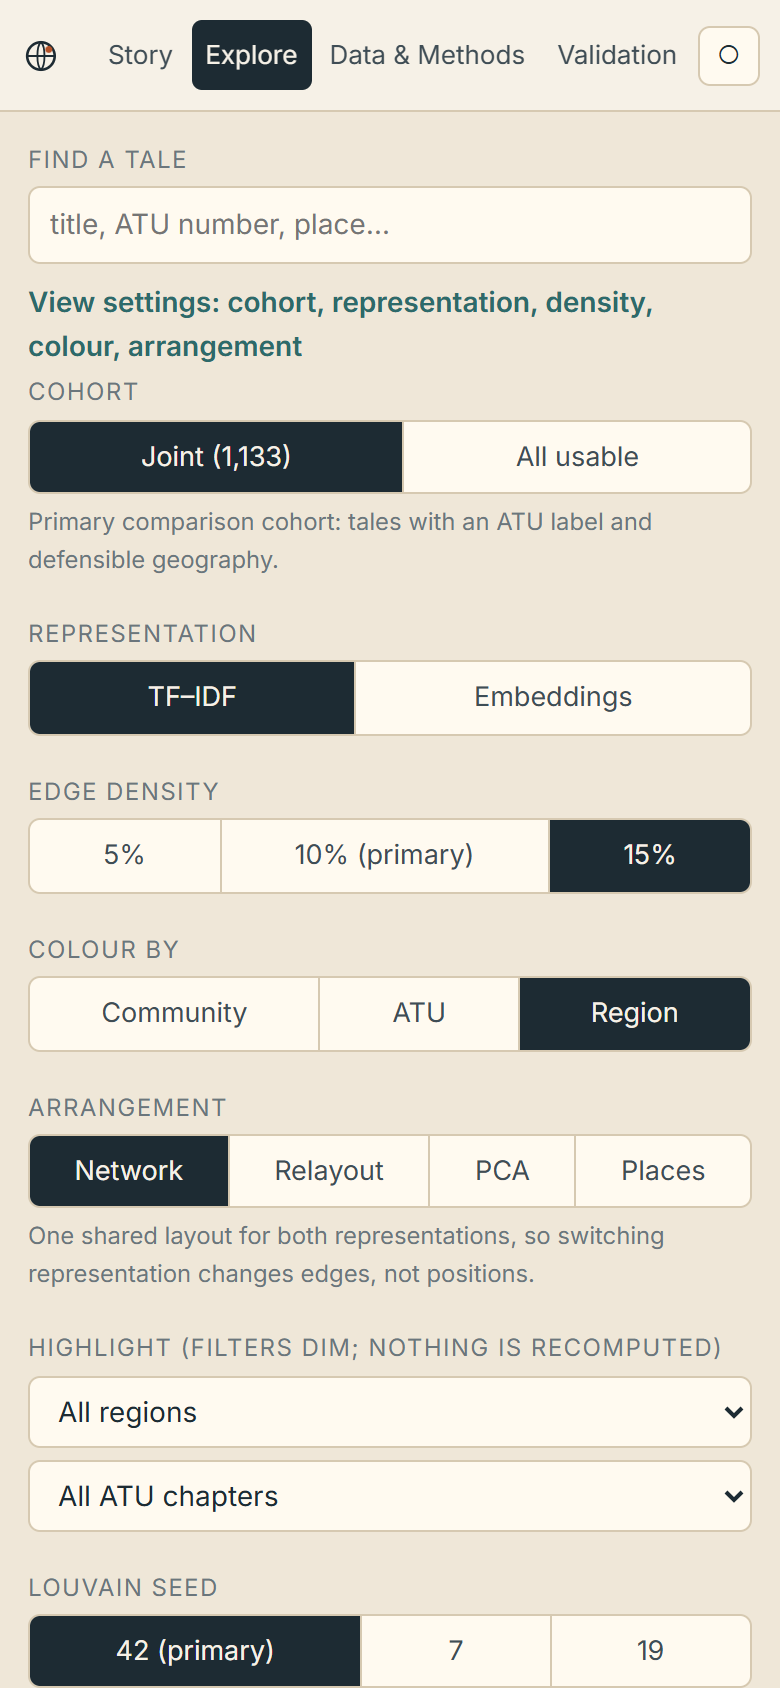 Story Explore Data & Methods Validation
FIND A TALE
title, ATU number, place...
View settings: cohort, representation, density,
colour, arrangement
COHORT
Joint (1,133) All usable
Primary comparison cohort: tales with an ATU label and
defensible geography.
REPRESENTATION
TF–IDF Embeddings
EDGE DENSITY
5% 10% (primary) 15%
COLOUR BY
Community ATU Region
ARRANGEMENT
Network Relayout PCA Places
One shared layout for both representations, so switching
representation changes edges, not positions.
HIGHLIGHT (FILTERS DIM; NOTHING IS RECOMPUTED)
All regions
All ATU chapters
LOUVAIN SEED
42 (primary) 7 19